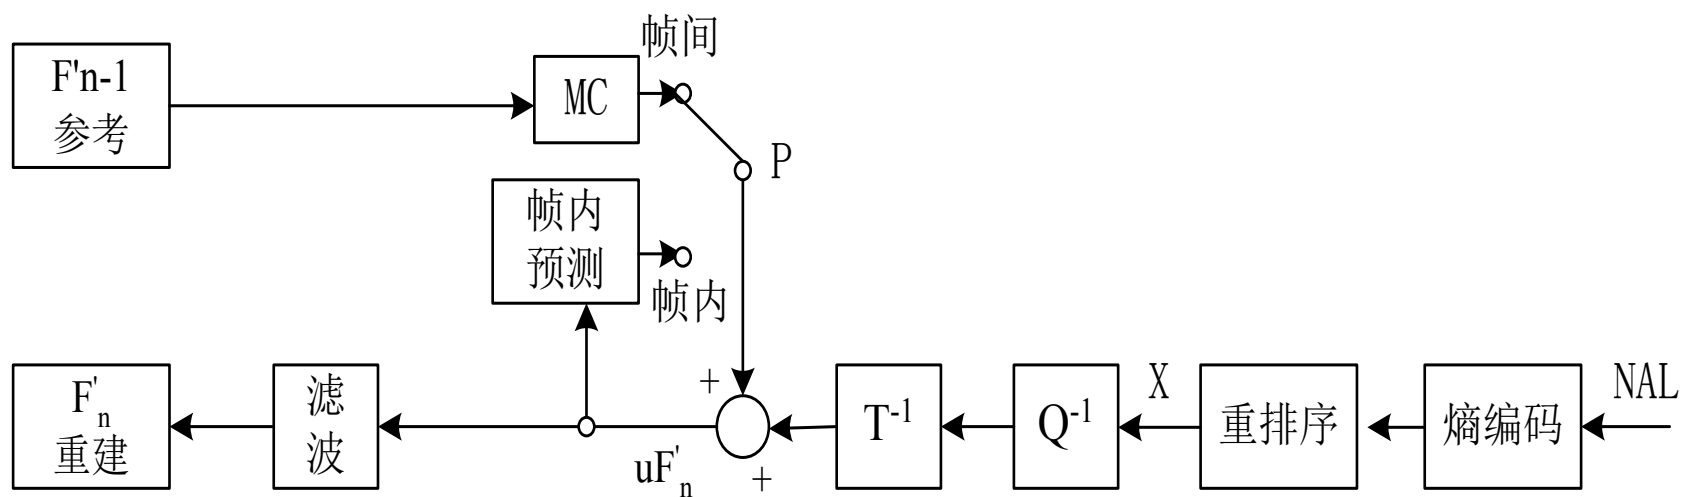 帧间
F'n-1
参考
MC
P
帧内
预测
帧内
F'n
重建
滤
波
uF'n
+
+
T-1
Q-1
X
重排序
熵编码
NAL